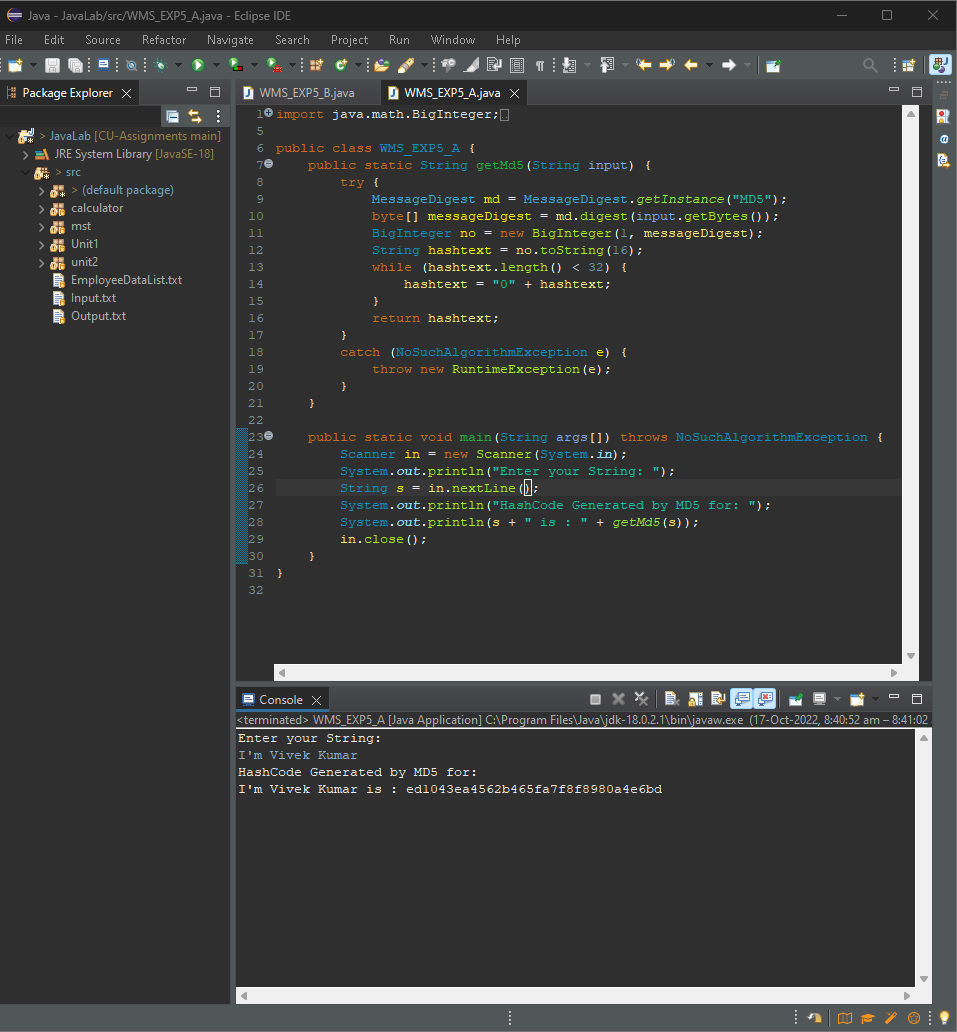 Java - JavaLab/src/WMS_EXP5_A.java - Eclipse IDE
File Edit Source Refactor Navigate Search Project Run Window Help
Package Explorer
> JavaLab [CU-Assignments main]
JRE System Library [JavaSE-18]
> src
> (default package)
calculator
mst
Unit1
unit2
EmployeeDataList.txt
Input.txt
Output.txt
WMS_EXP5_B.java WMS_EXP5_A.java
1 import java.math.BigInteger;
5
6 public class WMS_EXP5_A {
7 public static String getMd5(String input) {
8 try {
9 MessageDigest md = MessageDigest.getInstance("MD5");
10 byte[] messageDigest = md.digest(input.getBytes());
11 BigInteger no = new BigInteger(1, messageDigest);
12 String hashtext = no.toString(16);
13 while (hashtext.length() < 32) {
14 hashtext = "0" + hashtext;
15 }
16 return hashtext;
17 }
18 catch (NoSuchAlgorithmException e) {
19 throw new RuntimeException(e);
20 }
21 }
22
23 public static void main(String args[]) throws NoSuchAlgorithmException {
24 Scanner in = new Scanner(System.in);
25 System.out.println("Enter your String: ");
26 String s = in.nextLine();
27 System.out.println("HashCode Generated by MD5 for: ");
28 System.out.println(s + " is : " + getMd5(s));
29 in.close();
30 }
31 }
32
Console
<terminated> WMS_EXP5_A [Java Application] C:\Program Files\Java\jdk-18.0.2.1\bin\javaw.exe (17-Oct-2022, 8:40:52 am – 8:41:02
Enter your String:
I'm Vivek Kumar
HashCode Generated by MD5 for:
I'm Vivek Kumar is : ed1043ea4562b465fa7f8f8980a4e6bd